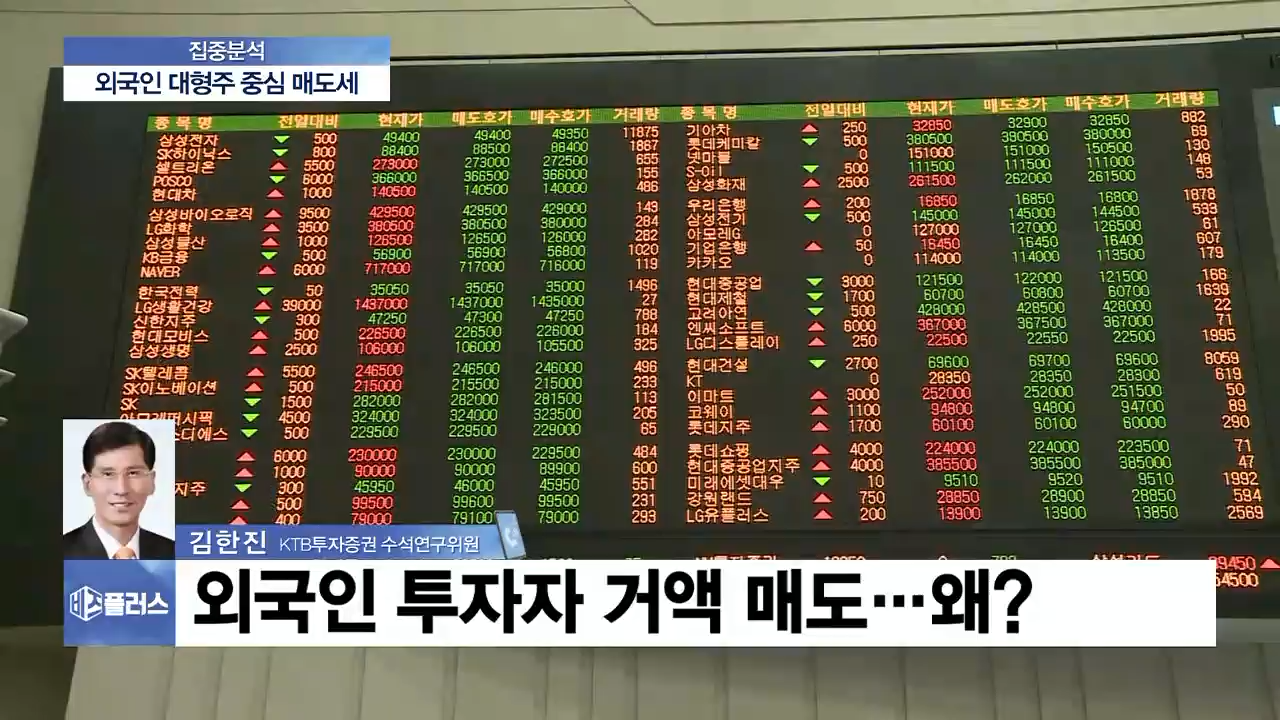 집중분석
외국인 대형주 중심 매도세
종목명 전일대비 현재가 매도호가 매수호가 거래량 종목명 전일대비 현재가 매도호가 매수호가 거래량
삼성전자 ▼ 500 49400 49400 49350 11875 기아차 ▲ 250 32850 32900 32850 882
SK하이닉스 ▼ 800 88400 88500 88400 1887 롯데케미칼 ▼ 500 380500 380500 380000 69
셀트리온 ▲ 5500 273000 273000 272500 655 넷마블 0 151000 151000 150500 130
POSCO ▼ 6000 366000 366500 366000 155 S-Oil ▼ 500 111500 111500 111000 148
현대차 ▲ 1000 140500 140500 140000 486 삼성화재 ▲ 2500 261500 262000 261500 53
삼성바이오로직 ▲ 9500 429500 429500 429000 143 우리은행 ▲ 200 16850 16850 16800 1878
LG화학 ▲ 3500 380500 380500 380000 284 삼성전기 ▼ 500 145000 145000 144500 533
삼성물산 ▲ 1000 126500 126500 126000 282 아모레G 0 127000 127000 126500 61
KB금융 ▼ 500 56900 56900 56800 1020 기업은행 ▲ 50 16450 16450 16400 607
NAVER ▲ 6000 717000 717000 716000 119 카카오 0 114000 114000 113500 179
한국전력 ▼ 50 35050 35050 35000 1496 현대중공업 ▼ 3000 121500 122000 121500 166
LG생활건강 ▲ 39000 1437000 1437000 1435000 27 현대제철 ▼ 1700 60700 60800 60700 1639
신한지주 ▼ 300 47250 47300 47250 788 고려아연 ▼ 500 428000 428500 428000 22
현대모비스 ▲ 500 226500 226500 226000 184 엔씨소프트 ▲ 6000 367000 367500 367000 71
삼성생명 ▲ 2500 106000 106000 105500 325 LG디스플레이 ▲ 250 22500 22550 22500 1995
SK텔레콤 ▲ 5500 246500 246500 246000 496 현대건설 ▼ 2700 69600 69700 69600 8059
SK이노베이션 ▲ 500 215000 215500 215000 233 KT 0 28350 28350 28300 619
SK ▼ 1500 282000 282000 281500 113 이마트 ▲ 3000 252000 252000 251500 50
아모레퍼시픽 ▼ 4500 324000 324000 323500 205 코웨이 ▲ 1100 94800 94800 94700 89
소디에스 ▼ 500 229500 229500 229000 65 롯데지주 ▲ 1700 60100 60100 60000 290
▲ 6000 230000 230000 229500 484 롯데쇼핑 ▲ 4000 224000 224000 223500 71
▲ 1000 90000 90000 89900 600 현대중공업지주 ▲ 4000 385500 385500 385000 47
지주 ▼ 300 45950 46000 45950 551 미래에셋대우 ▼ 10 9510 9520 9510 1992
▲ 500 99500 99600 99500 231 강원랜드 ▲ 750 28850 28900 28850 594
▲ 400 79000 79100 79000 293 LG유플러스 ▲ 200 13900 13900 13850 2569
김한진 KTB투자증권 수석연구위원
39450 ▲
54500
비스플러스
외국인 투자자 거액 매도…왜?